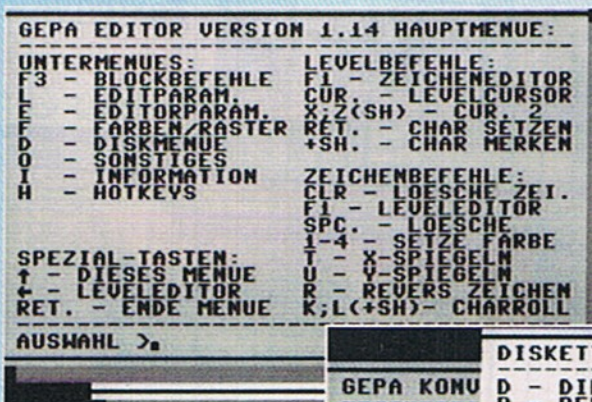 GEPA EDITOR VERSION 1.14 HAUPTMENUE:
UNTERMENUES: LEVELBEFEHLE:
F3 - BLOCKBEFEHLE F1 - ZEICHENEDITOR
L - EDITPARAM. CUR. - LEVELCURSOR
E - EDITORPARAM. X;Z(SH) - CUR. 2
F - FARBEN/RASTER RET. - CHAR SETZEN
D - DISKMENUE +SH. - CHAR MERKEN
O - SONSTIGES
I - INFORMATION ZEICHENBEFEHLE:
H - HOTKEYS CLR - LOESCHE ZEI.
F1 - LEVELEDITOR
SPC. - LOESCHE
1-4 - SETZE FARBE
SPEZIAL-TASTEN: T - X-SPIEGELN
↑ - DIESES MENUE U - Y-SPIEGELN
← - LEVELEDITOR R - REVERS ZEICHEN
RET. - ENDE MENUE K;L(+SH)- CHARROLL
AUSWAHL >
DISKET
GEPA KONV D - DI